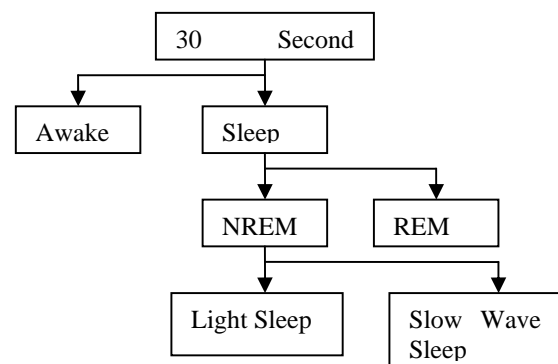 30 Second
Awake
Sleep
NREM
REM
Light Sleep
Slow Wave
Sleep